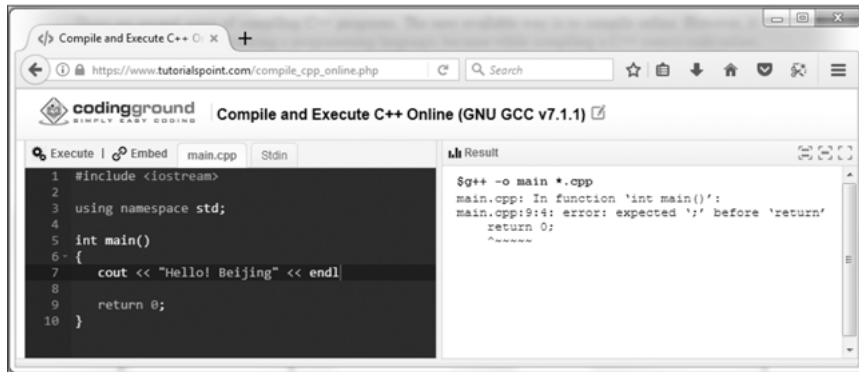 Compile and Execute C++ O
https://www.tutorialspoint.com/compile_cpp_online.php
Search
codingground
SIMPLY EASY CODING
Compile and Execute C++ Online (GNU GCC v7.1.1)
Execute | Embed main.cpp Stdin
1 #include <iostream>
2
3 using namespace std;
4
5 int main()
6 {
7 cout << "Hello! Beijing" << endl
8
9 return 0;
10 }
Result
$g++ -o main *.cpp
main.cpp: In function 'int main()':
main.cpp:9:4: error: expected ';' before 'return'
return 0;
^~~~~~